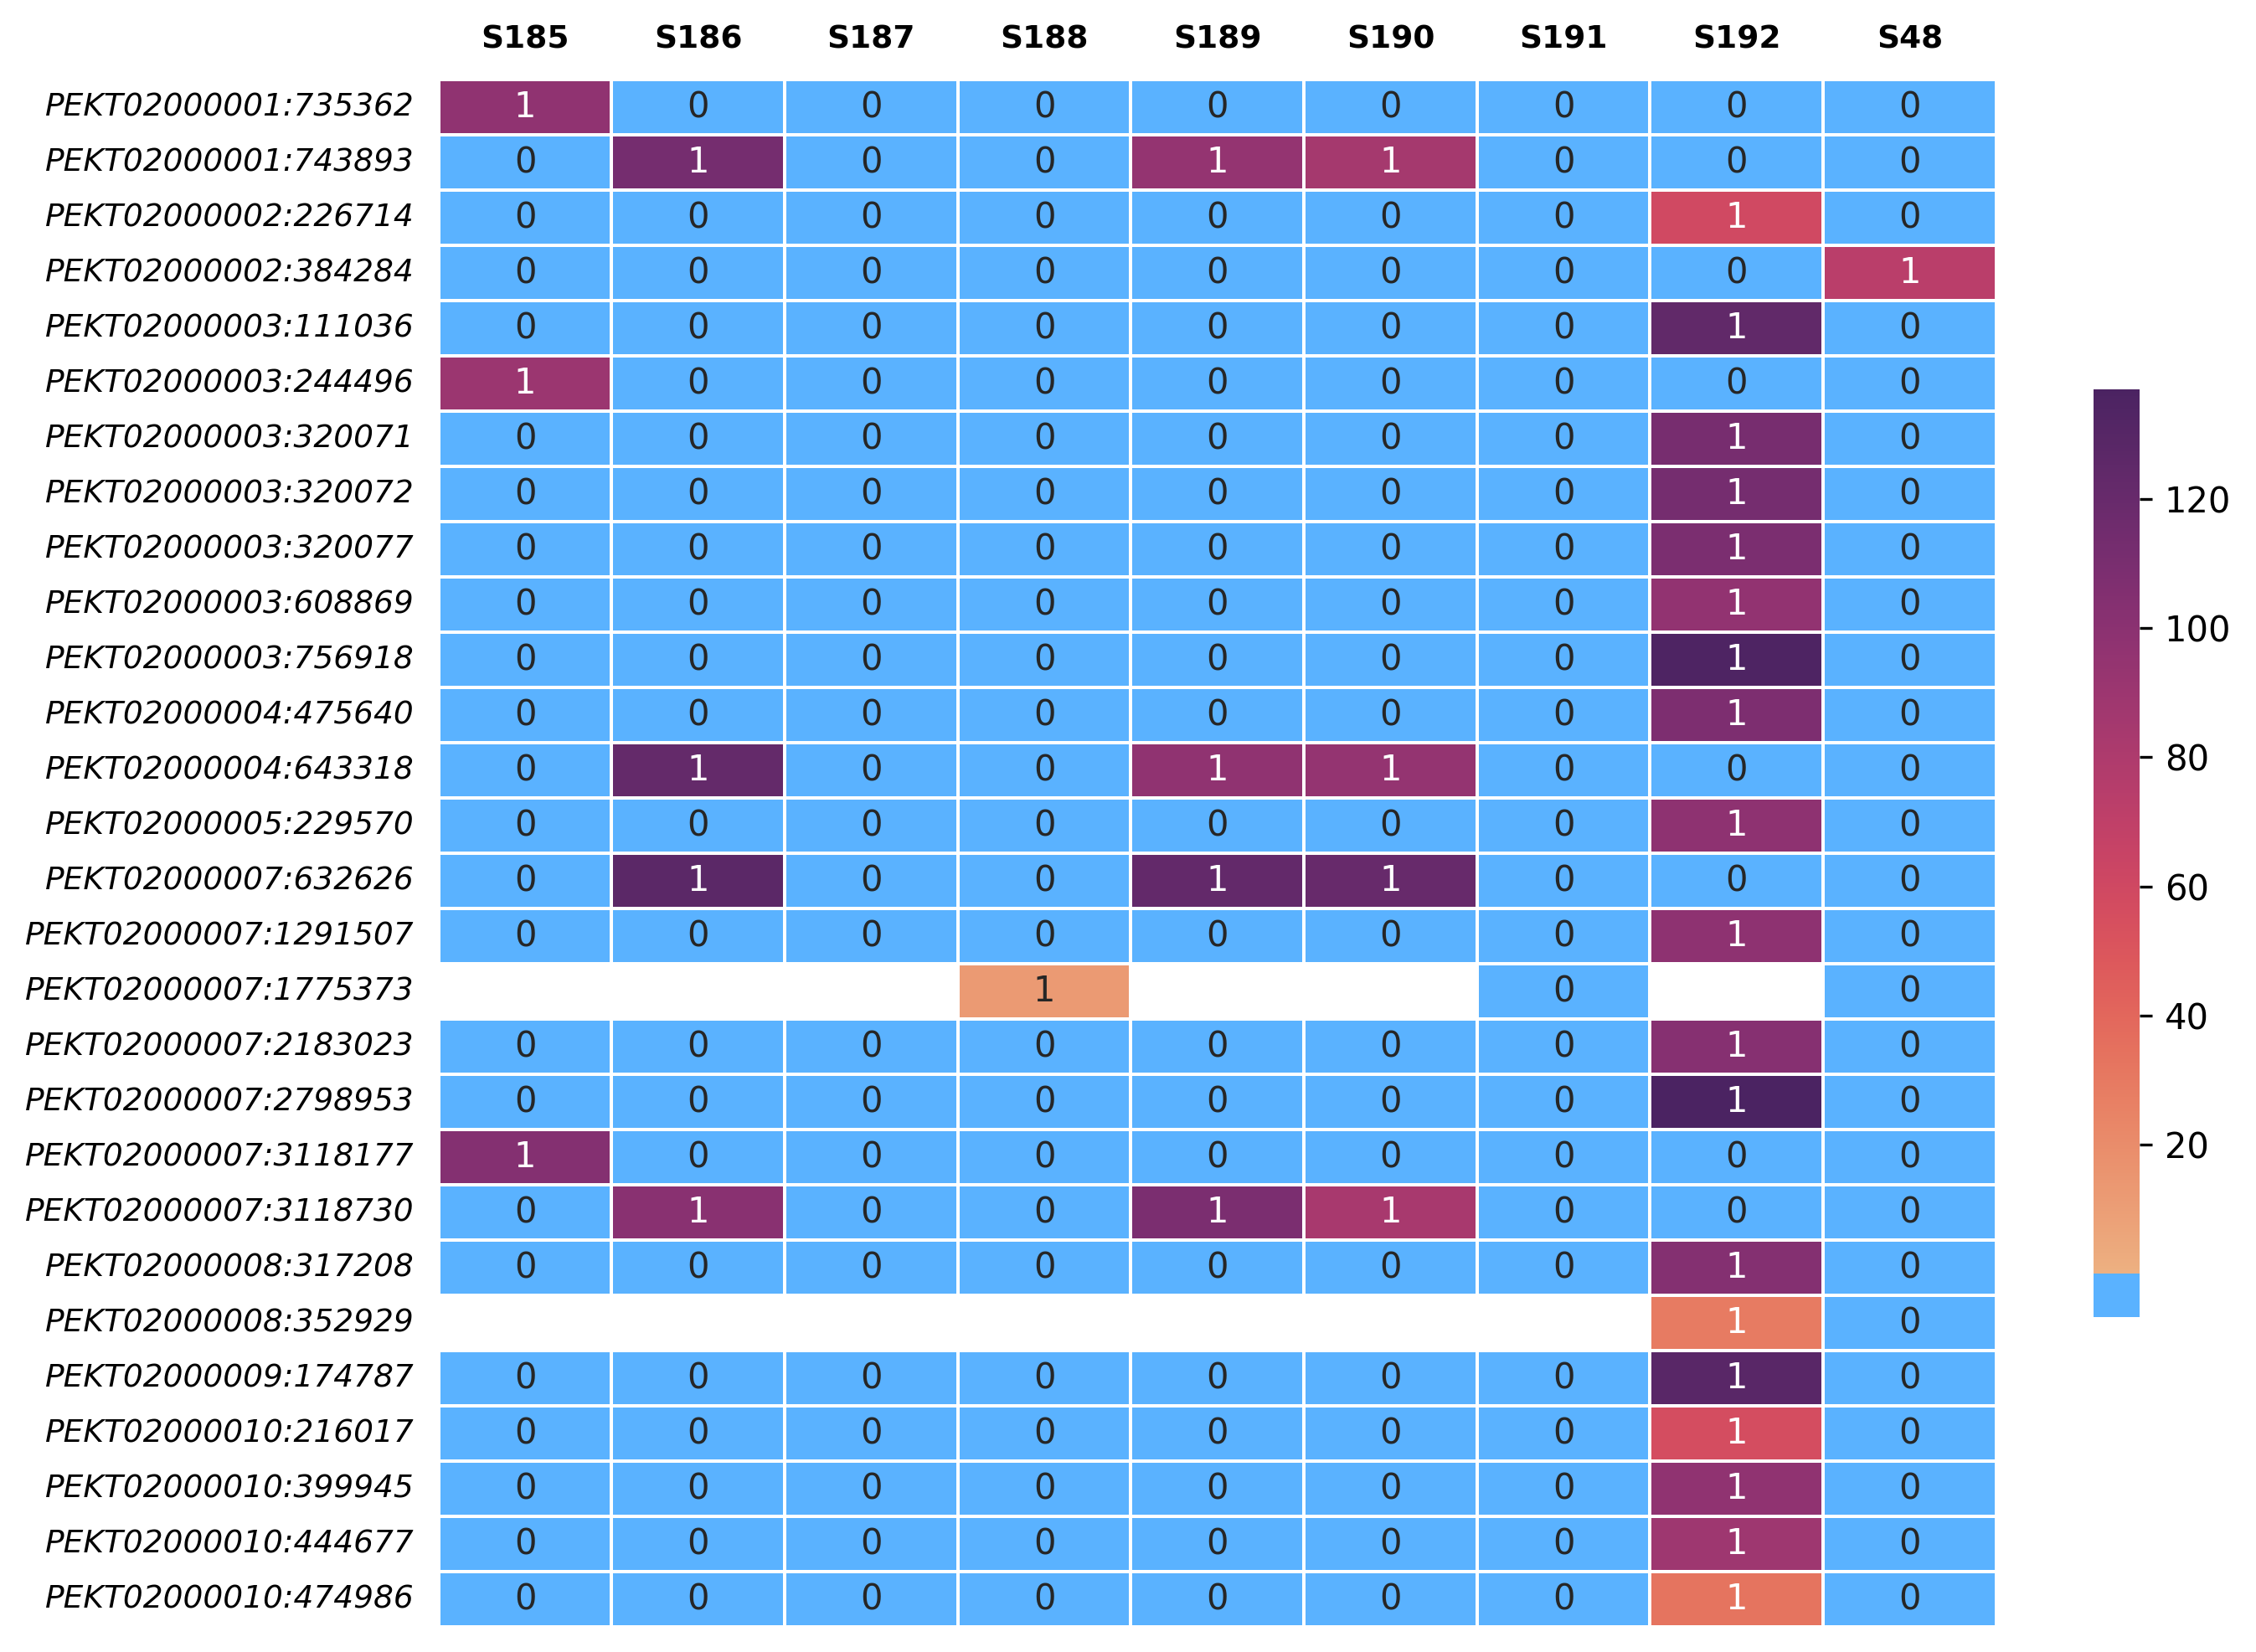 S185 S186 S187 S188 S189 S190 S191 S192 S48
PEKT02000001:735362 1 0 0 0 0 0 0 0 0
PEKT02000001:743893 0 1 0 0 1 1 0 0 0
PEKT02000002:226714 0 0 0 0 0 0 0 1 0
PEKT02000002:384284 0 0 0 0 0 0 0 0 1
PEKT02000003:111036 0 0 0 0 0 0 0 1 0
PEKT02000003:244496 1 0 0 0 0 0 0 0 0
PEKT02000003:320071 0 0 0 0 0 0 0 1 0
PEKT02000003:320072 0 0 0 0 0 0 0 1 0
PEKT02000003:320077 0 0 0 0 0 0 0 1 0
PEKT02000003:608869 0 0 0 0 0 0 0 1 0
PEKT02000003:756918 0 0 0 0 0 0 0 1 0
PEKT02000004:475640 0 0 0 0 0 0 0 1 0
PEKT02000004:643318 0 1 0 0 1 1 0 0 0
PEKT02000005:229570 0 0 0 0 0 0 0 1 0
PEKT02000007:632626 0 1 0 0 1 1 0 0 0
PEKT02000007:1291507 0 0 0 0 0 0 0 1 0
PEKT02000007:1775373 1 0 0
PEKT02000007:2183023 0 0 0 0 0 0 0 1 0
PEKT02000007:2798953 0 0 0 0 0 0 0 1 0
PEKT02000007:3118177 1 0 0 0 0 0 0 0 0
PEKT02000007:3118730 0 1 0 0 1 1 0 0 0
PEKT02000008:317208 0 0 0 0 0 0 0 1 0
PEKT02000008:352929 1 0
PEKT02000009:174787 0 0 0 0 0 0 0 1 0
PEKT02000010:216017 0 0 0 0 0 0 0 1 0
PEKT02000010:399945 0 0 0 0 0 0 0 1 0
PEKT02000010:444677 0 0 0 0 0 0 0 1 0
PEKT02000010:474986 0 0 0 0 0 0 0 1 0
120
100
80
60
40
20